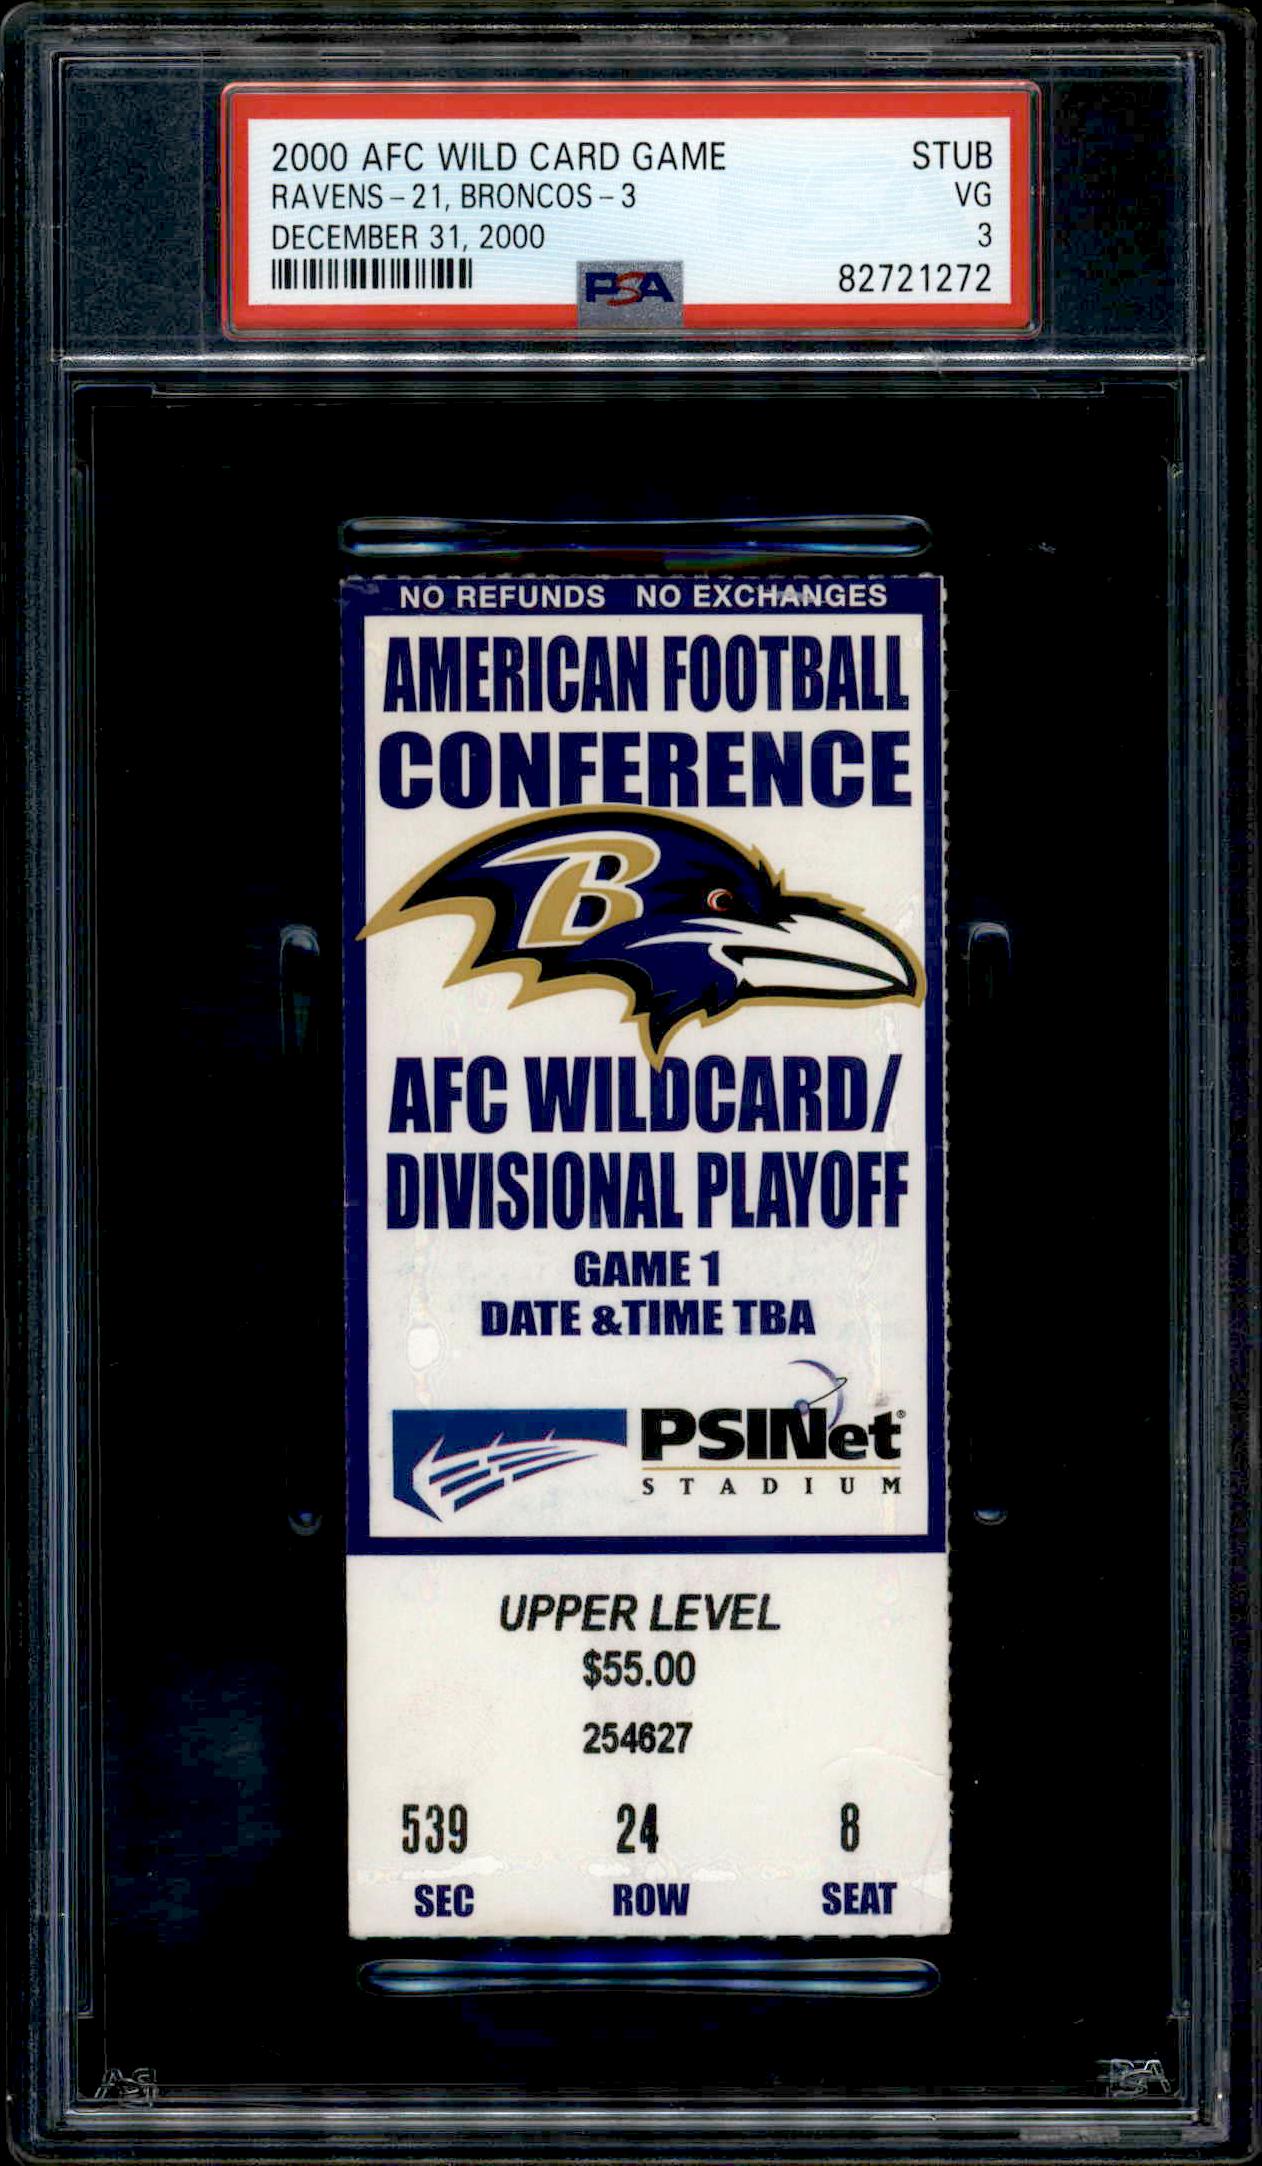 2000 AFC WILD CARD GAME STUB
RAVENS - 21, BRONCOS - 3 VG
DECEMBER 31, 2000 3
PSA 82721272
NO REFUNDS NO EXCHANGES
AMERICAN FOOTBALL
CONFERENCE
B
AFC WILDCARD/
DIVISIONAL PLAYOFF
GAME 1
DATE &TIME TBA
PSINet®
STADIUM
UPPER LEVEL
$55.00
254627
539 24 8
SEC ROW SEAT
PSA